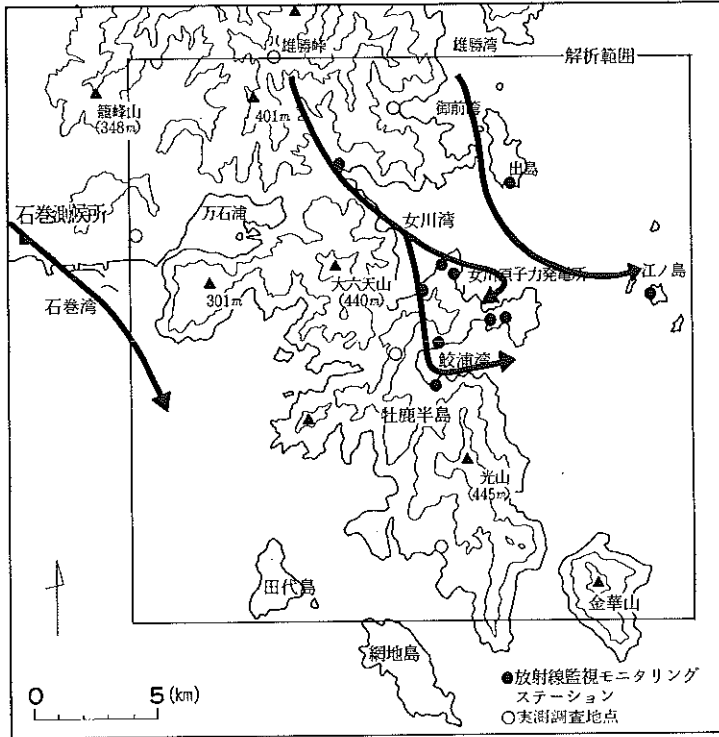 雄勝峠
雄勝湾
解析範囲
籠峰山
(348m)
401m
御前湾
出島
石巻測候所
万石浦
女川湾
女川原子力発電所
江ノ島
301m
大六天山
(440m)
石巻湾
鮫浦湾
牡鹿半島
光山
(445m)
田代島
金華山
網地島
●放射線監視モニタリング
ステーション
○実測調査地点
0 5(km)